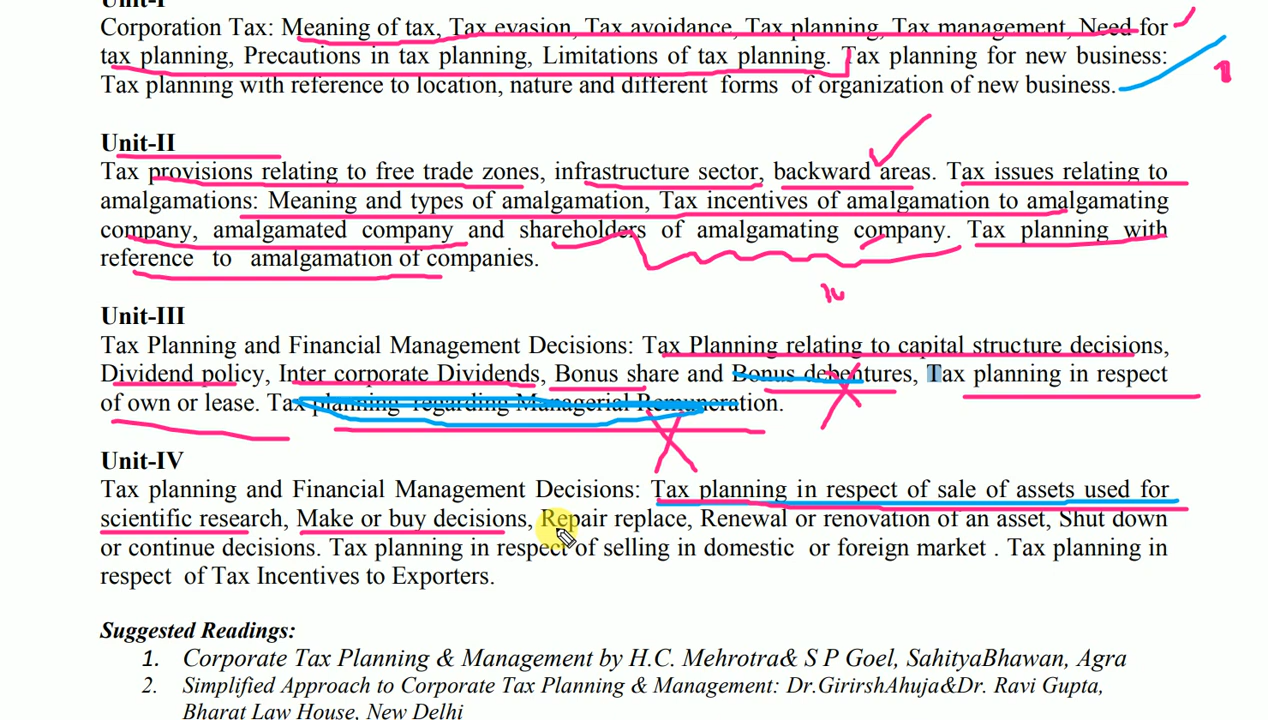 Unit-I
Corporation Tax: Meaning of tax, Tax evasion, Tax avoidance, Tax planning, Tax management, Need for
tax planning, Precautions in tax planning, Limitations of tax planning. Tax planning for new business:
Tax planning with reference to location, nature and different forms of organization of new business.
Unit-II
Tax provisions relating to free trade zones, infrastructure sector, backward areas. Tax issues relating to
amalgamations: Meaning and types of amalgamation, Tax incentives of amalgamation to amalgamating
company, amalgamated company and shareholders of amalgamating company. Tax planning with
reference to amalgamation of companies.
Unit-III
Tax Planning and Financial Management Decisions: Tax Planning relating to capital structure decisions,
Dividend policy, Inter corporate Dividends, Bonus share and Bonus debentures, Tax planning in respect
of own or lease. Tax planning regarding Managerial Remuneration.
Unit-IV
Tax planning and Financial Management Decisions: Tax planning in respect of sale of assets used for
scientific research, Make or buy decisions, Repair replace, Renewal or renovation of an asset, Shut down
or continue decisions. Tax planning in respect of selling in domestic or foreign market . Tax planning in
respect of Tax Incentives to Exporters.
Suggested Readings:
1. Corporate Tax Planning & Management by H.C. Mehrotra& S P Goel, SahityaBhawan, Agra
2. Simplified Approach to Corporate Tax Planning & Management: Dr.GirirshAhuja&Dr. Ravi Gupta,
Bharat Law House, New Delhi